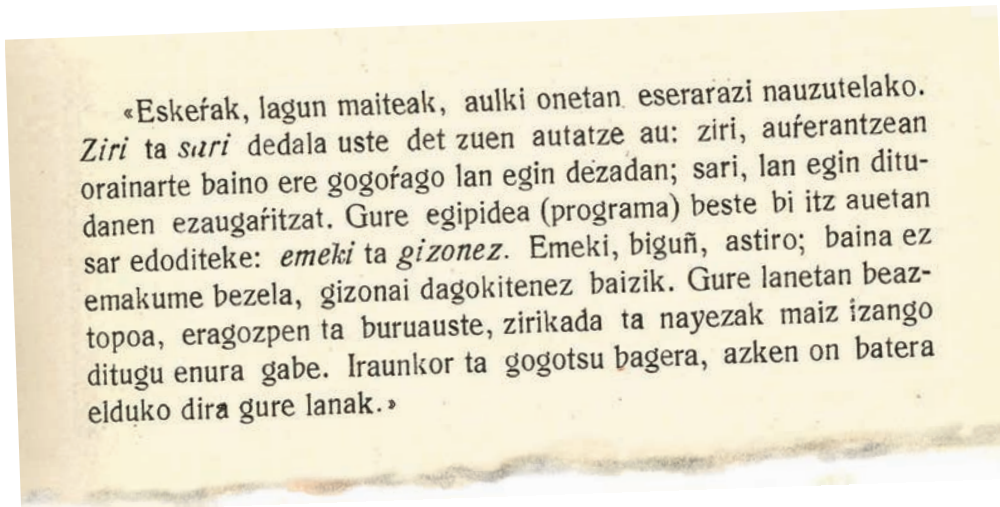 «Eskeŕak, lagun maiteak, aulki onetan eserarazi nauzutelako.
Ziri ta sari dedala uste det zuen autatze au: ziri, auŕerantzean
orainarte baino ere gogoŕago lan egin dezadan; sari, lan egin ditu-
danen ezaugaŕitzat. Gure egipidea (programa) beste bi itz auetan
sar edoditeke: emeki ta gizonez. Emeki, biguñ, astiro; baina ez
emakume bezela, gizonai dagokitenez baizik. Gure lanetan beaz-
topoa, eragozpen ta buruauste, zirikada ta nayezak maiz izango
ditugu enura gabe. Iraunkor ta gogotsu bagera, azken on batera
elduko dira gure lanak.»